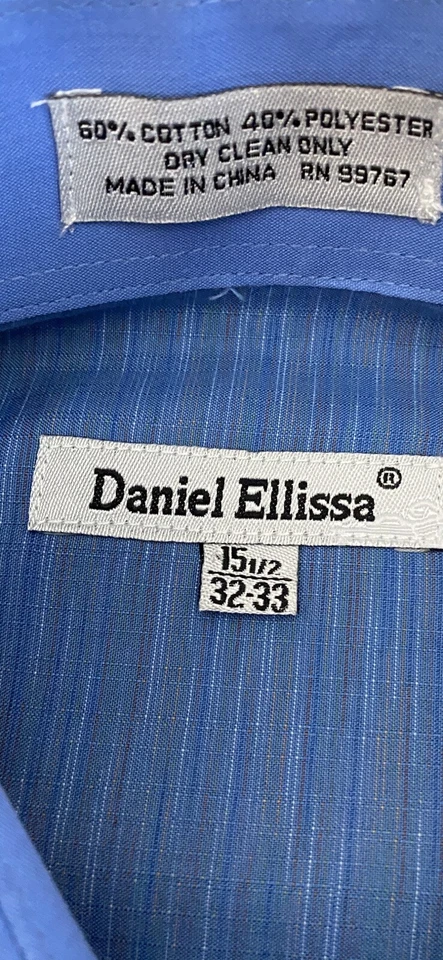 60% COTTON 40% POLYESTER
DRY CLEAN ONLY
MADE IN CHINA RN 99767
Daniel Ellissa®
15 1/2
32-33